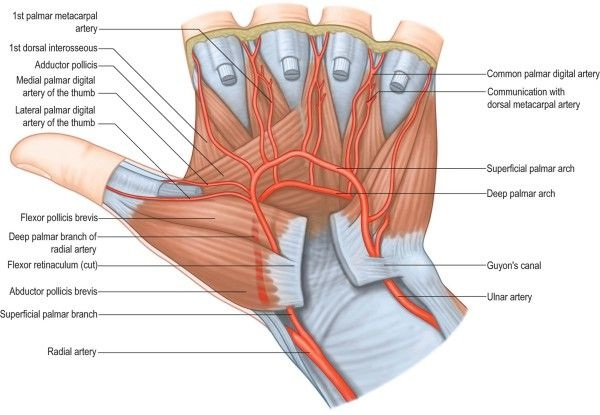 1st palmar metacarpal
artery
1st dorsal interosseous
Adductor pollicis
Medial palmar digital
artery of the thumb
Lateral palmar digital
artery of the thumb
Flexor pollicis brevis
Deep palmar branch of
radial artery
Flexor retinaculum (cut)
Abductor pollicis brevis
Superficial palmar branch
Radial artery
Common palmar digital artery
Communication with
dorsal metacarpal artery
Superficial palmar arch
Deep palmar arch
Guyon's canal
Ulnar artery